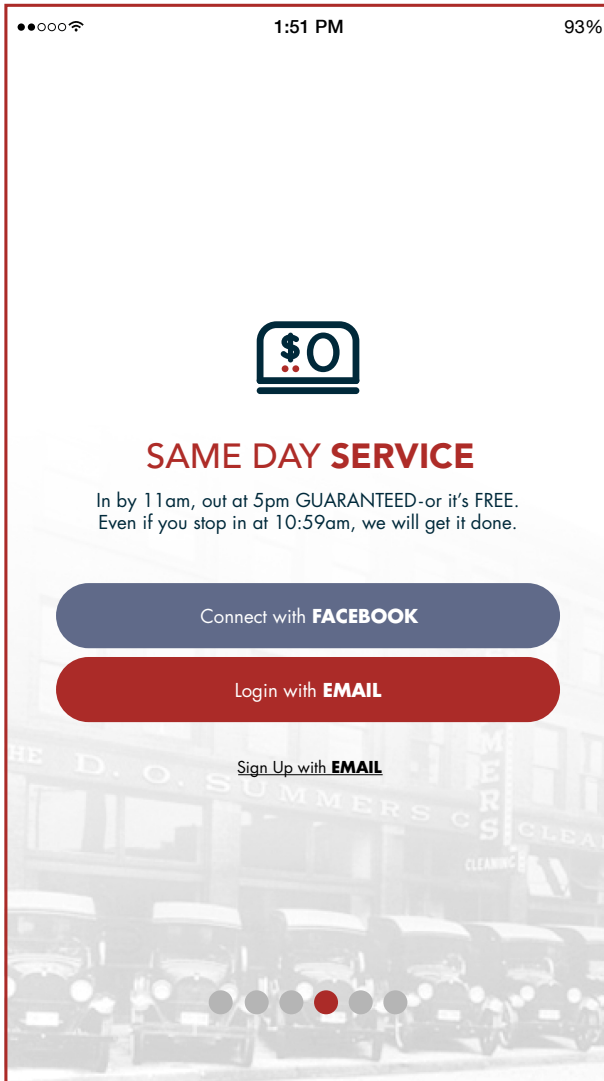 1:51 PM
93%
$0
SAME DAY SERVICE
In by 11am, out at 5pm GUARANTEED-or it's FREE.
Even if you stop in at 10:59am, we will get it done.
Connect with FACEBOOK
Login with EMAIL
Sign Up with EMAIL
THE D. O. SUMMERS
MERS
CLEANING